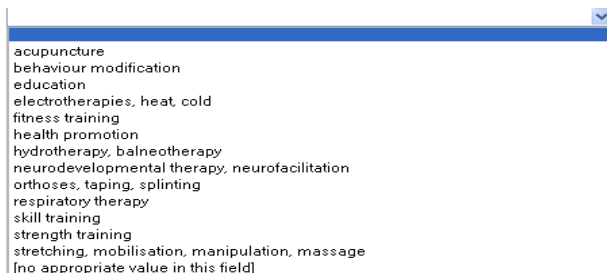 acupuncture
behaviour modification
education
electrotherapies, heat, cold
fitness training
health promotion
hydrotherapy, balneotherapy
neurodevelopmental therapy, neurofacilitation
orthoses, taping, splinting
respiratory therapy
skill training
strength training
stretching, mobilisation, manipulation, massage
[no appropriate value in this field]